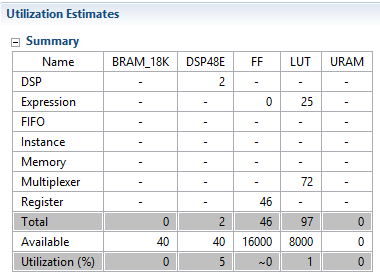 Utilization Estimates
Summary
Name BRAM_18K DSP48E FF LUT URAM
DSP - 2 - - -
Expression - - 0 25 -
FIFO - - - - -
Instance - - - - -
Memory - - - - -
Multiplexer - - - 72 -
Register - - 46 - -
Total 0 2 46 97 0
Available 40 40 16000 8000 0
Utilization (%) 0 5 ~0 1 0